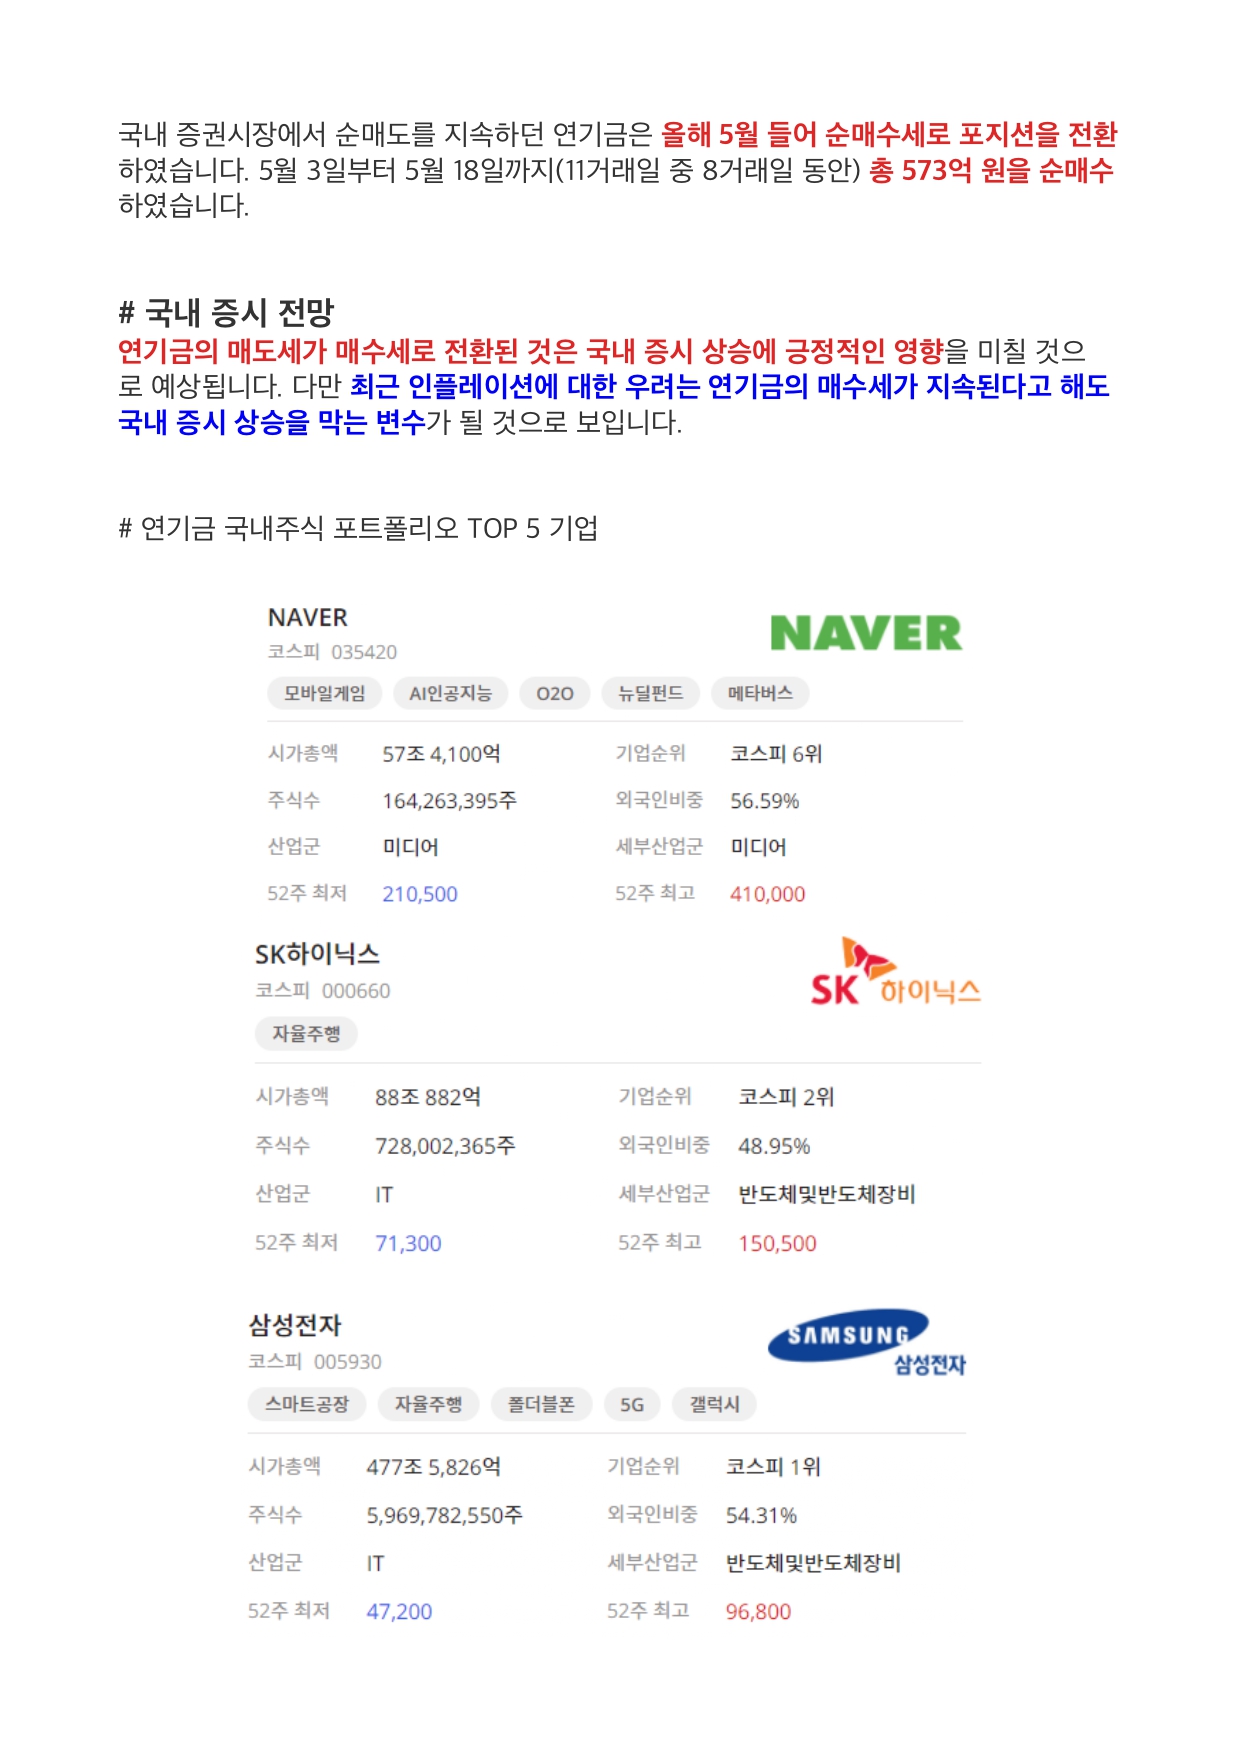 국내 증권시장에서 순매도를 지속하던 연기금은 올해 5월 들어 순매수세로 포지션을 전환
하였습니다. 5월 3일부터 5월 18일까지(11거래일 중 8거래일 동안) 총 573억 원을 순매수
하였습니다.
# 국내 증시 전망
연기금의 매도세가 매수세로 전환된 것은 국내 증시 상승에 긍정적인 영향을 미칠 것으
로 예상됩니다. 다만 최근 인플레이션에 대한 우려는 연기금의 매수세가 지속된다고 해도
국내 증시 상승을 막는 변수가 될 것으로 보입니다.
# 연기금 국내주식 포트폴리오 TOP 5 기업
NAVER NAVER
코스피 035420
모바일게임 AI인공지능 O2O 뉴딜펀드 메타버스
시가총액 57조 4,100억 기업순위 코스피 6위
주식수 164,263,395주 외국인비중 56.59%
산업군 미디어 세부산업군 미디어
52주 최저 210,500 52주 최고 410,000
SK하이닉스 SK 하이닉스
코스피 000660
자율주행
시가총액 88조 882억 기업순위 코스피 2위
주식수 728,002,365주 외국인비중 48.95%
산업군 IT 세부산업군 반도체및반도체장비
52주 최저 71,300 52주 최고 150,500
삼성전자 SAMSUNG
코스피 005930 삼성전자
스마트공장 자율주행 폴더블폰 5G 갤럭시
시가총액 477조 5,826억 기업순위 코스피 1위
주식수 5,969,782,550주 외국인비중 54.31%
산업군 IT 세부산업군 반도체및반도체장비
52주 최저 47,200 52주 최고 96,800